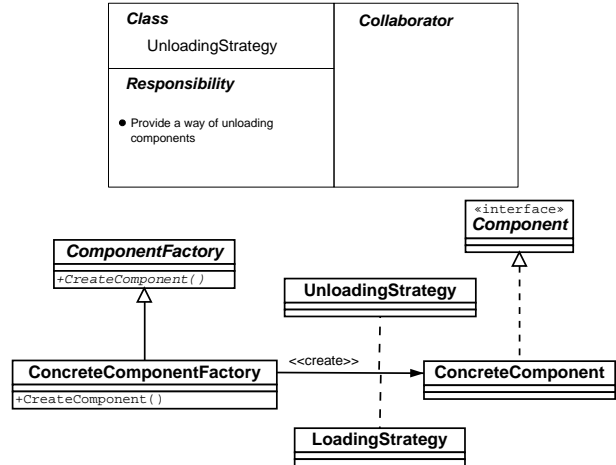 Class
UnloadingStrategy
Collaborator
Responsibility
● Provide a way of unloading
components
«interface»
Component
ComponentFactory
+CreateComponent()
UnloadingStrategy
<<create>>
ConcreteComponentFactory
+CreateComponent()
ConcreteComponent
LoadingStrategy